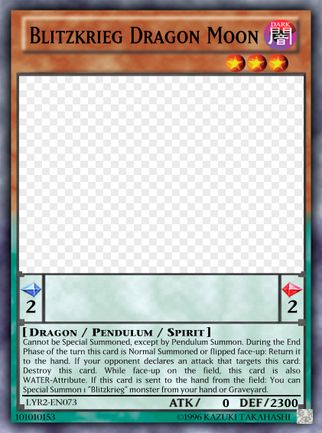 Blitzkrieg Dragon Moon
DARK
闇
2
2
[ Dragon / Pendulum / Spirit ]
Cannot be Special Summoned, except by Pendulum Summon. During the End
Phase of the turn this card is Normal Summoned or flipped face-up: Return it
to the hand. If your opponent declares an attack that targets this card:
Destroy this card. While face-up on the field, this card is also
WATER-Attribute. If this card is sent to the hand from the field: You can
Special Summon 1 "Blitzkrieg" monster from your hand or Graveyard.
LYR2-EN073
ATK/ 0 DEF/2300
101010153
©1996 KAZUKI TAKAHASHI